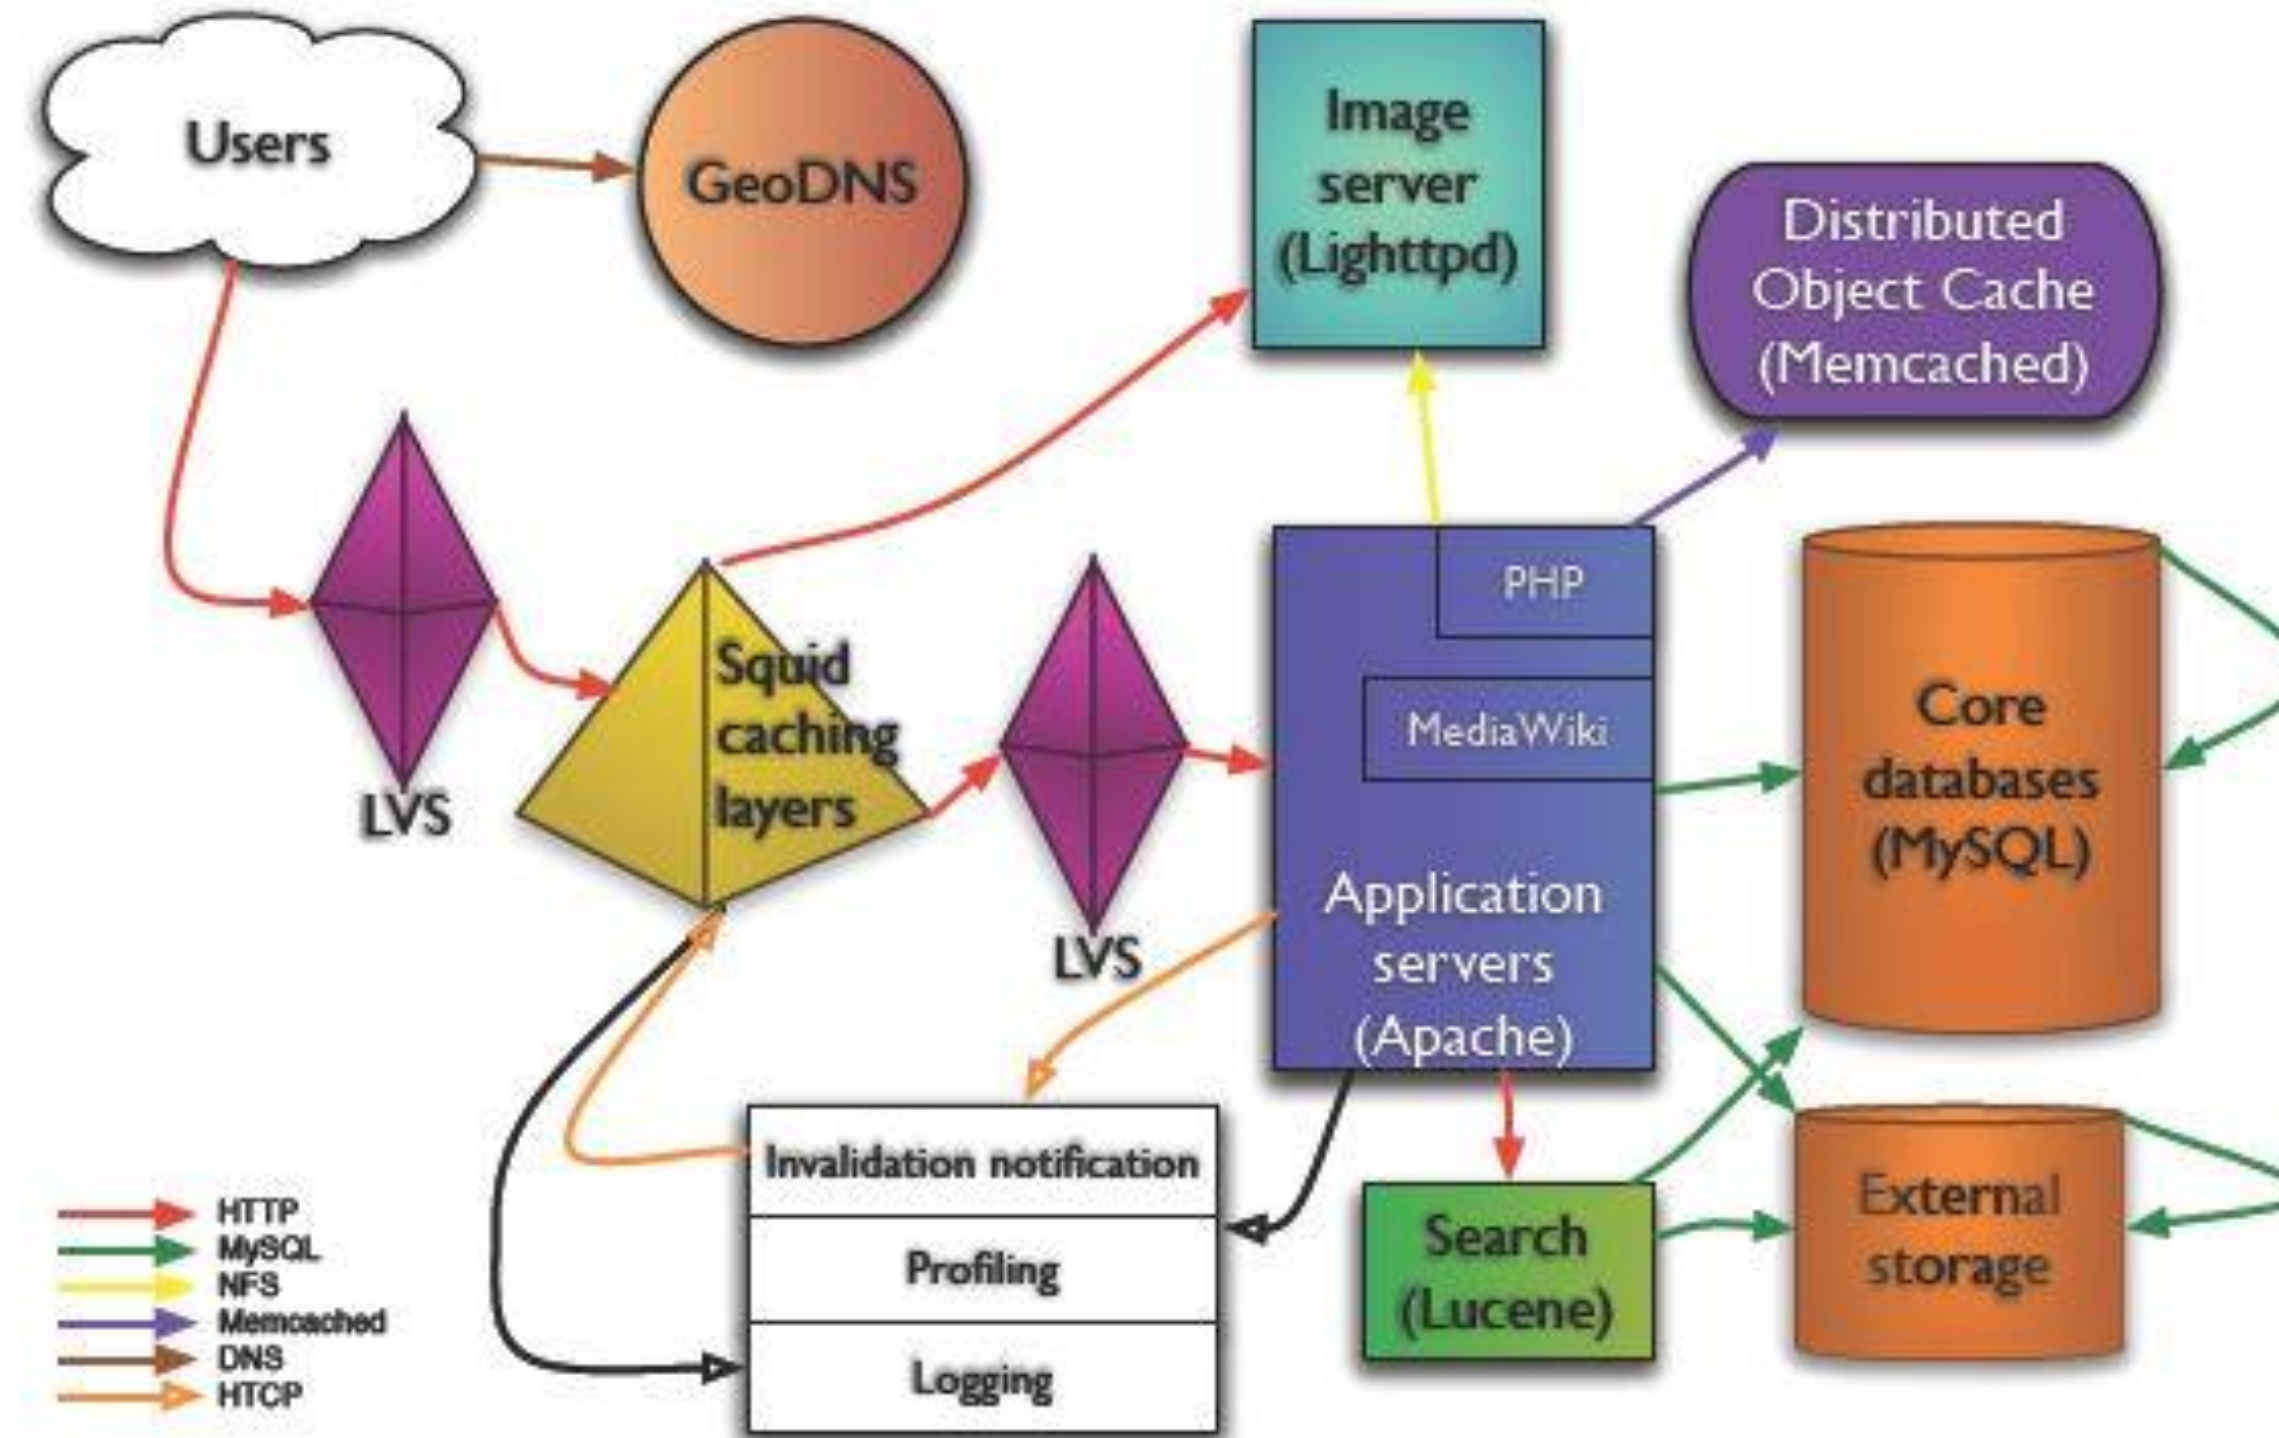 Users
GeoDNS
Image
server
(Lighttpd)
Distributed
Object Cache
(Memcached)
LVS
Squid
caching
layers
LVS
PHP
MediaWiki
Application
servers
(Apache)
Core
databases
(MySQL)
Invalidation notification
Profiling
Logging
Search
(Lucene)
External
storage
HTTP
MySQL
NFS
Memcached
DNS
HTCP